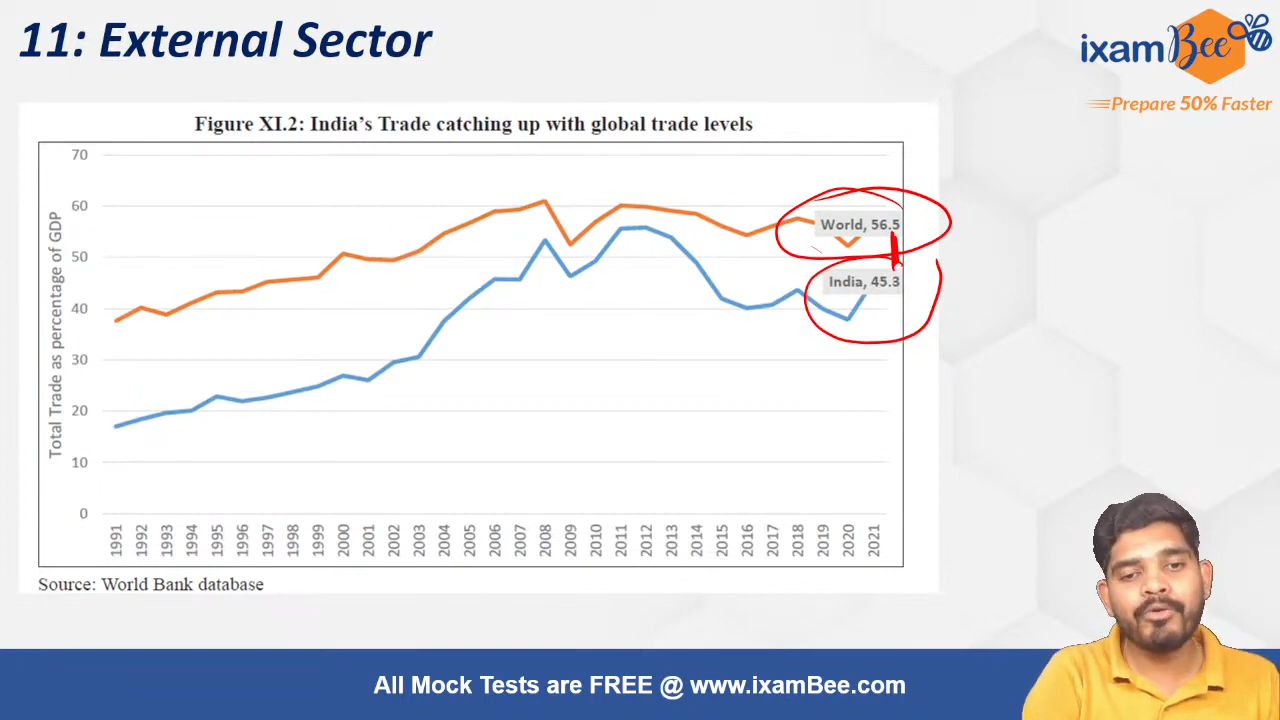 11: External Sector
ixamBee
Prepare 50% Faster
Figure XI.2: India's Trade catching up with global trade levels
Total Trade as percentage of GDP
70
60
50
40
30
20
10
0
World, 56.5
India, 45.3
1991 1992 1993 1994 1995 1996 1997 1998 1999 2000 2001 2002 2003 2004 2005 2006 2007 2008 2009 2010 2011 2012 2013 2014 2015 2016 2017 2018 2019 2020 2021
Source: World Bank database
All Mock Tests are FREE @ www.ixamBee.com